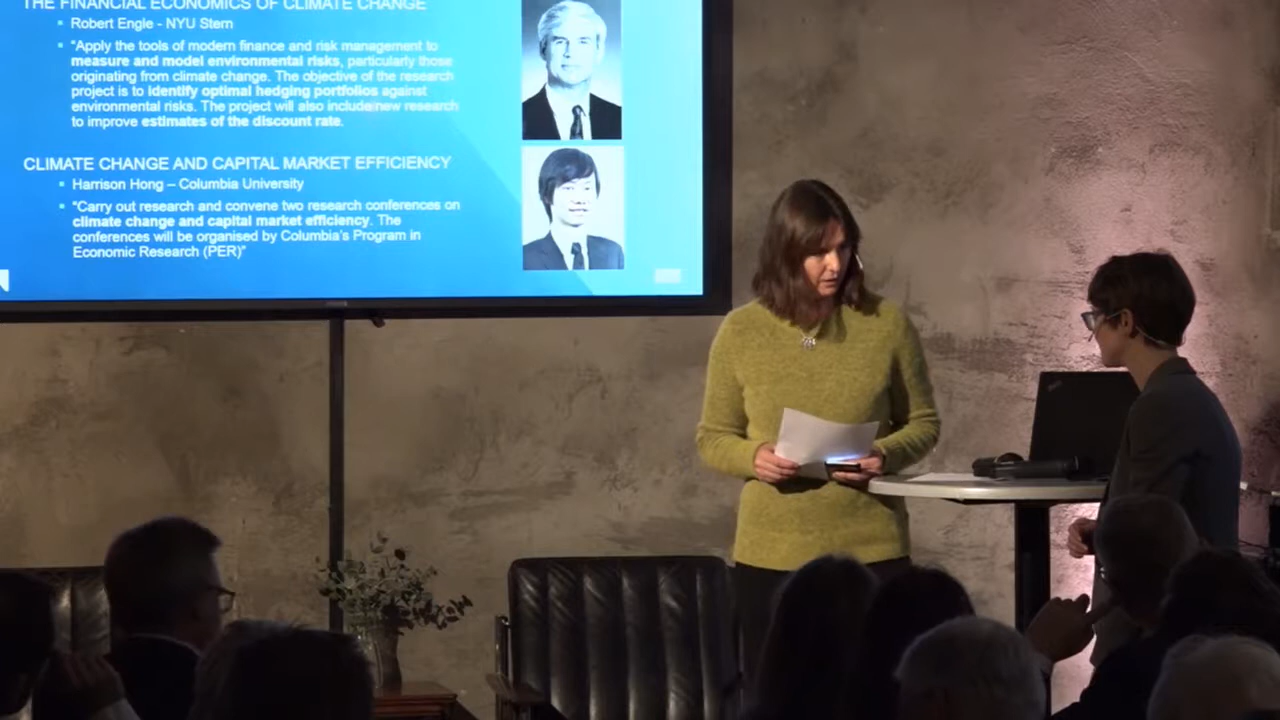 THE FINANCIAL ECONOMICS OF CLIMATE CHANGE
Robert Engle - NYU Stern
"Apply the tools of modern finance and risk management to
measure and model environmental risks, particularly those
originating from climate change. The objective of the research
project is to identify optimal hedging portfolios against
environmental risks. The project will also include new research
to improve estimates of the discount rate.
CLIMATE CHANGE AND CAPITAL MARKET EFFICIENCY
Harrison Hong – Columbia University
"Carry out research and convene two research conferences on
climate change and capital market efficiency. The
conferences will be organised by Columbia's Program in
Economic Research (PER)"